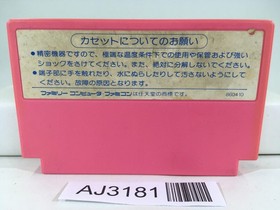 カセットについてのお願い
●精密機器ですので、極端な温度条件下での使用や保管および強い
ショックをさけてください。また、絶対に分解しないでください。
●端子部に手を触れたり、水にぬらしたりして汚さないようにして
ください。故障の原因となります。
ファミリーコンピュータ・ファミコンは任天堂の商標です。
AJ3181